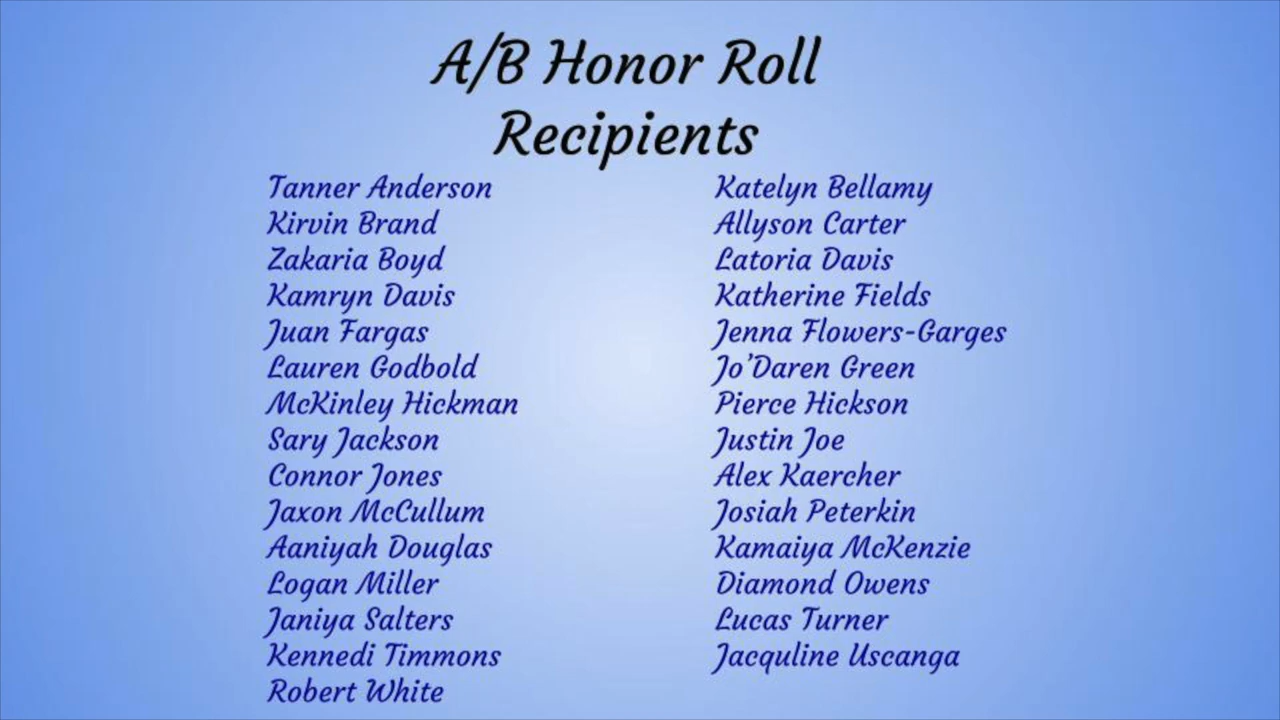 A/B Honor Roll
Recipients
Tanner Anderson
Kirvin Brand
Zakaria Boyd
Kamryn Davis
Juan Fargas
Lauren Godbold
McKinley Hickman
Sary Jackson
Connor Jones
Jaxon McCullum
Aaniyah Douglas
Logan Miller
Janiya Salters
Kennedi Timmons
Robert White
Katelyn Bellamy
Allyson Carter
Latoria Davis
Katherine Fields
Jenna Flowers-Garges
Jo’Daren Green
Pierce Hickson
Justin Joe
Alex Kaercher
Josiah Peterkin
Kamaiya McKenzie
Diamond Owens
Lucas Turner
Jacquline Uscanga